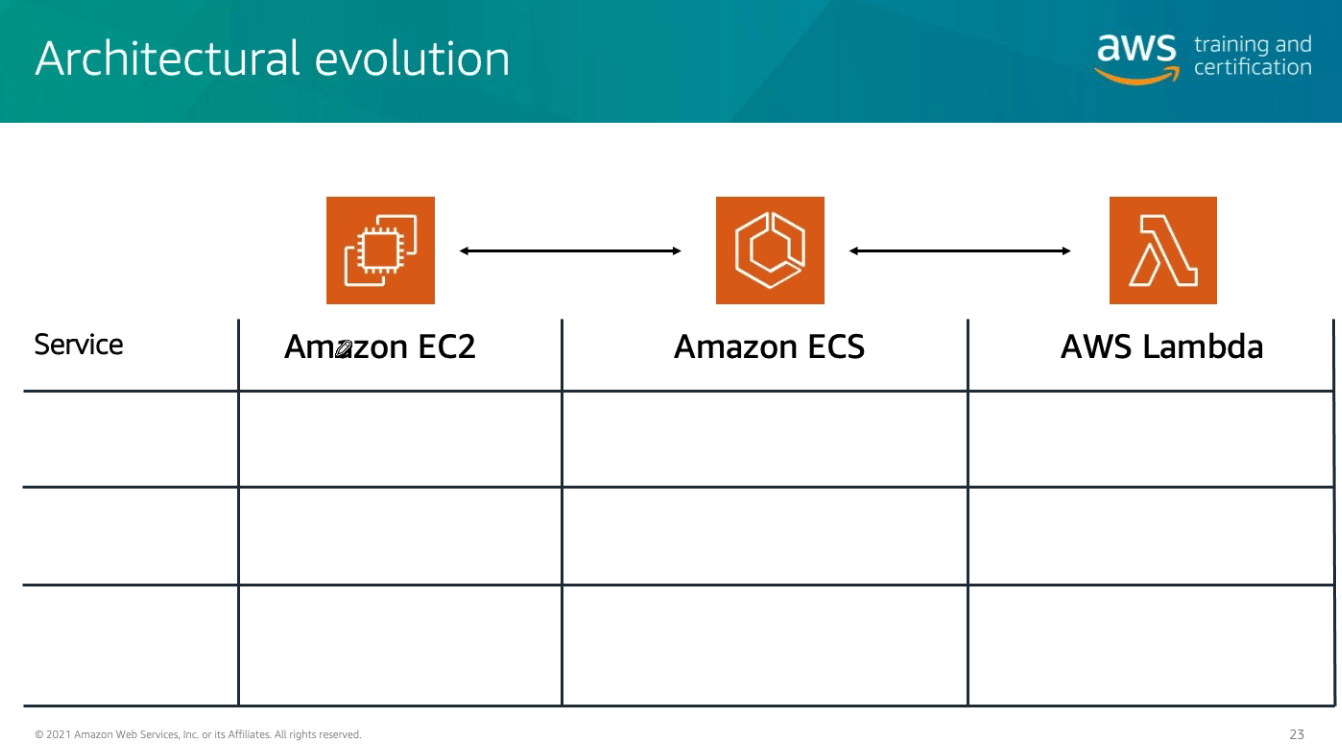 Architectural evolution
aws training and
certification
Service
Amazon EC2
Amazon ECS
AWS Lambda
© 2021 Amazon Web Services, Inc. or its Affiliates. All rights reserved.
23